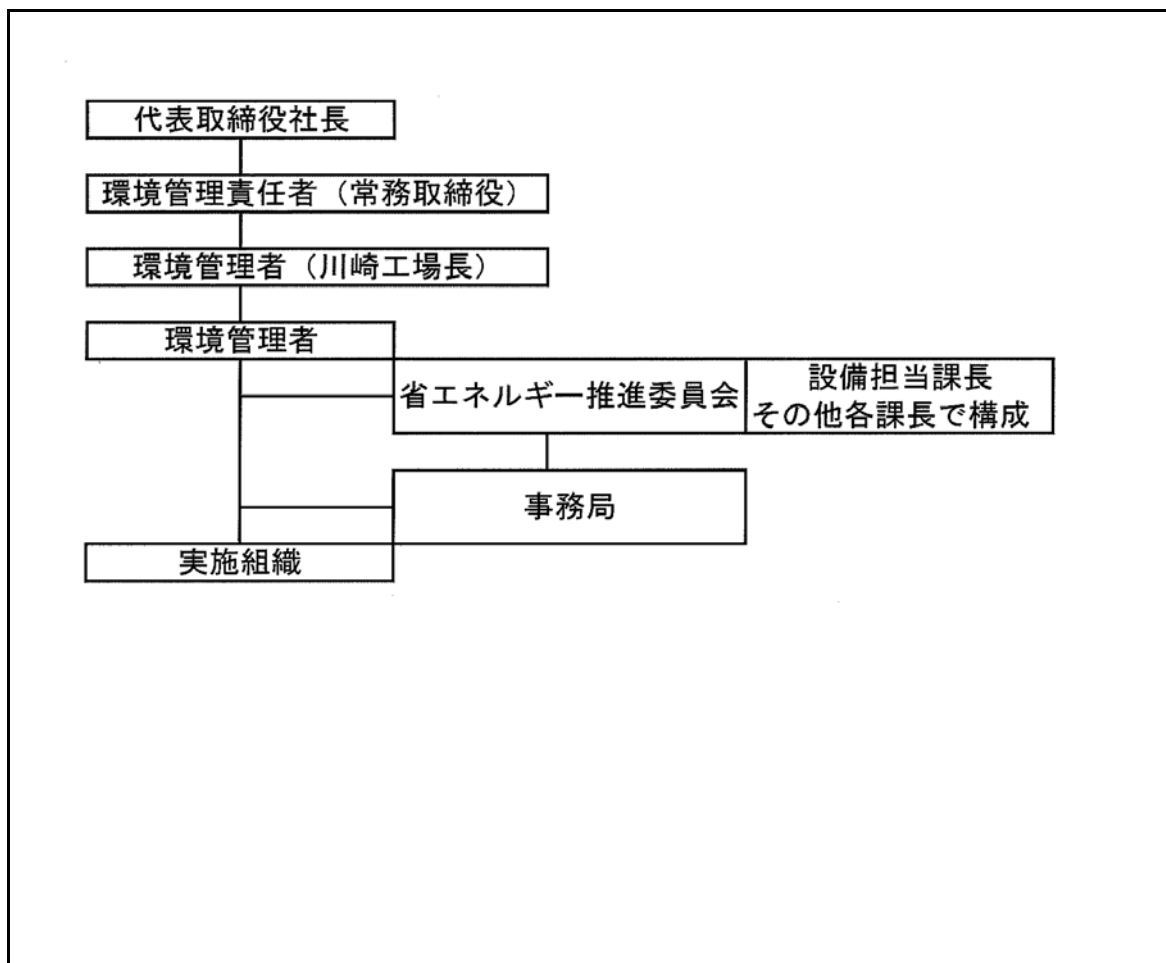 代表取締役社長
環境管理責任者（常務取締役）
環境管理者（川崎工場長）
環境管理者
省エネルギー推進委員会
設備担当課長
その他各課長で構成
事務局
実施組織